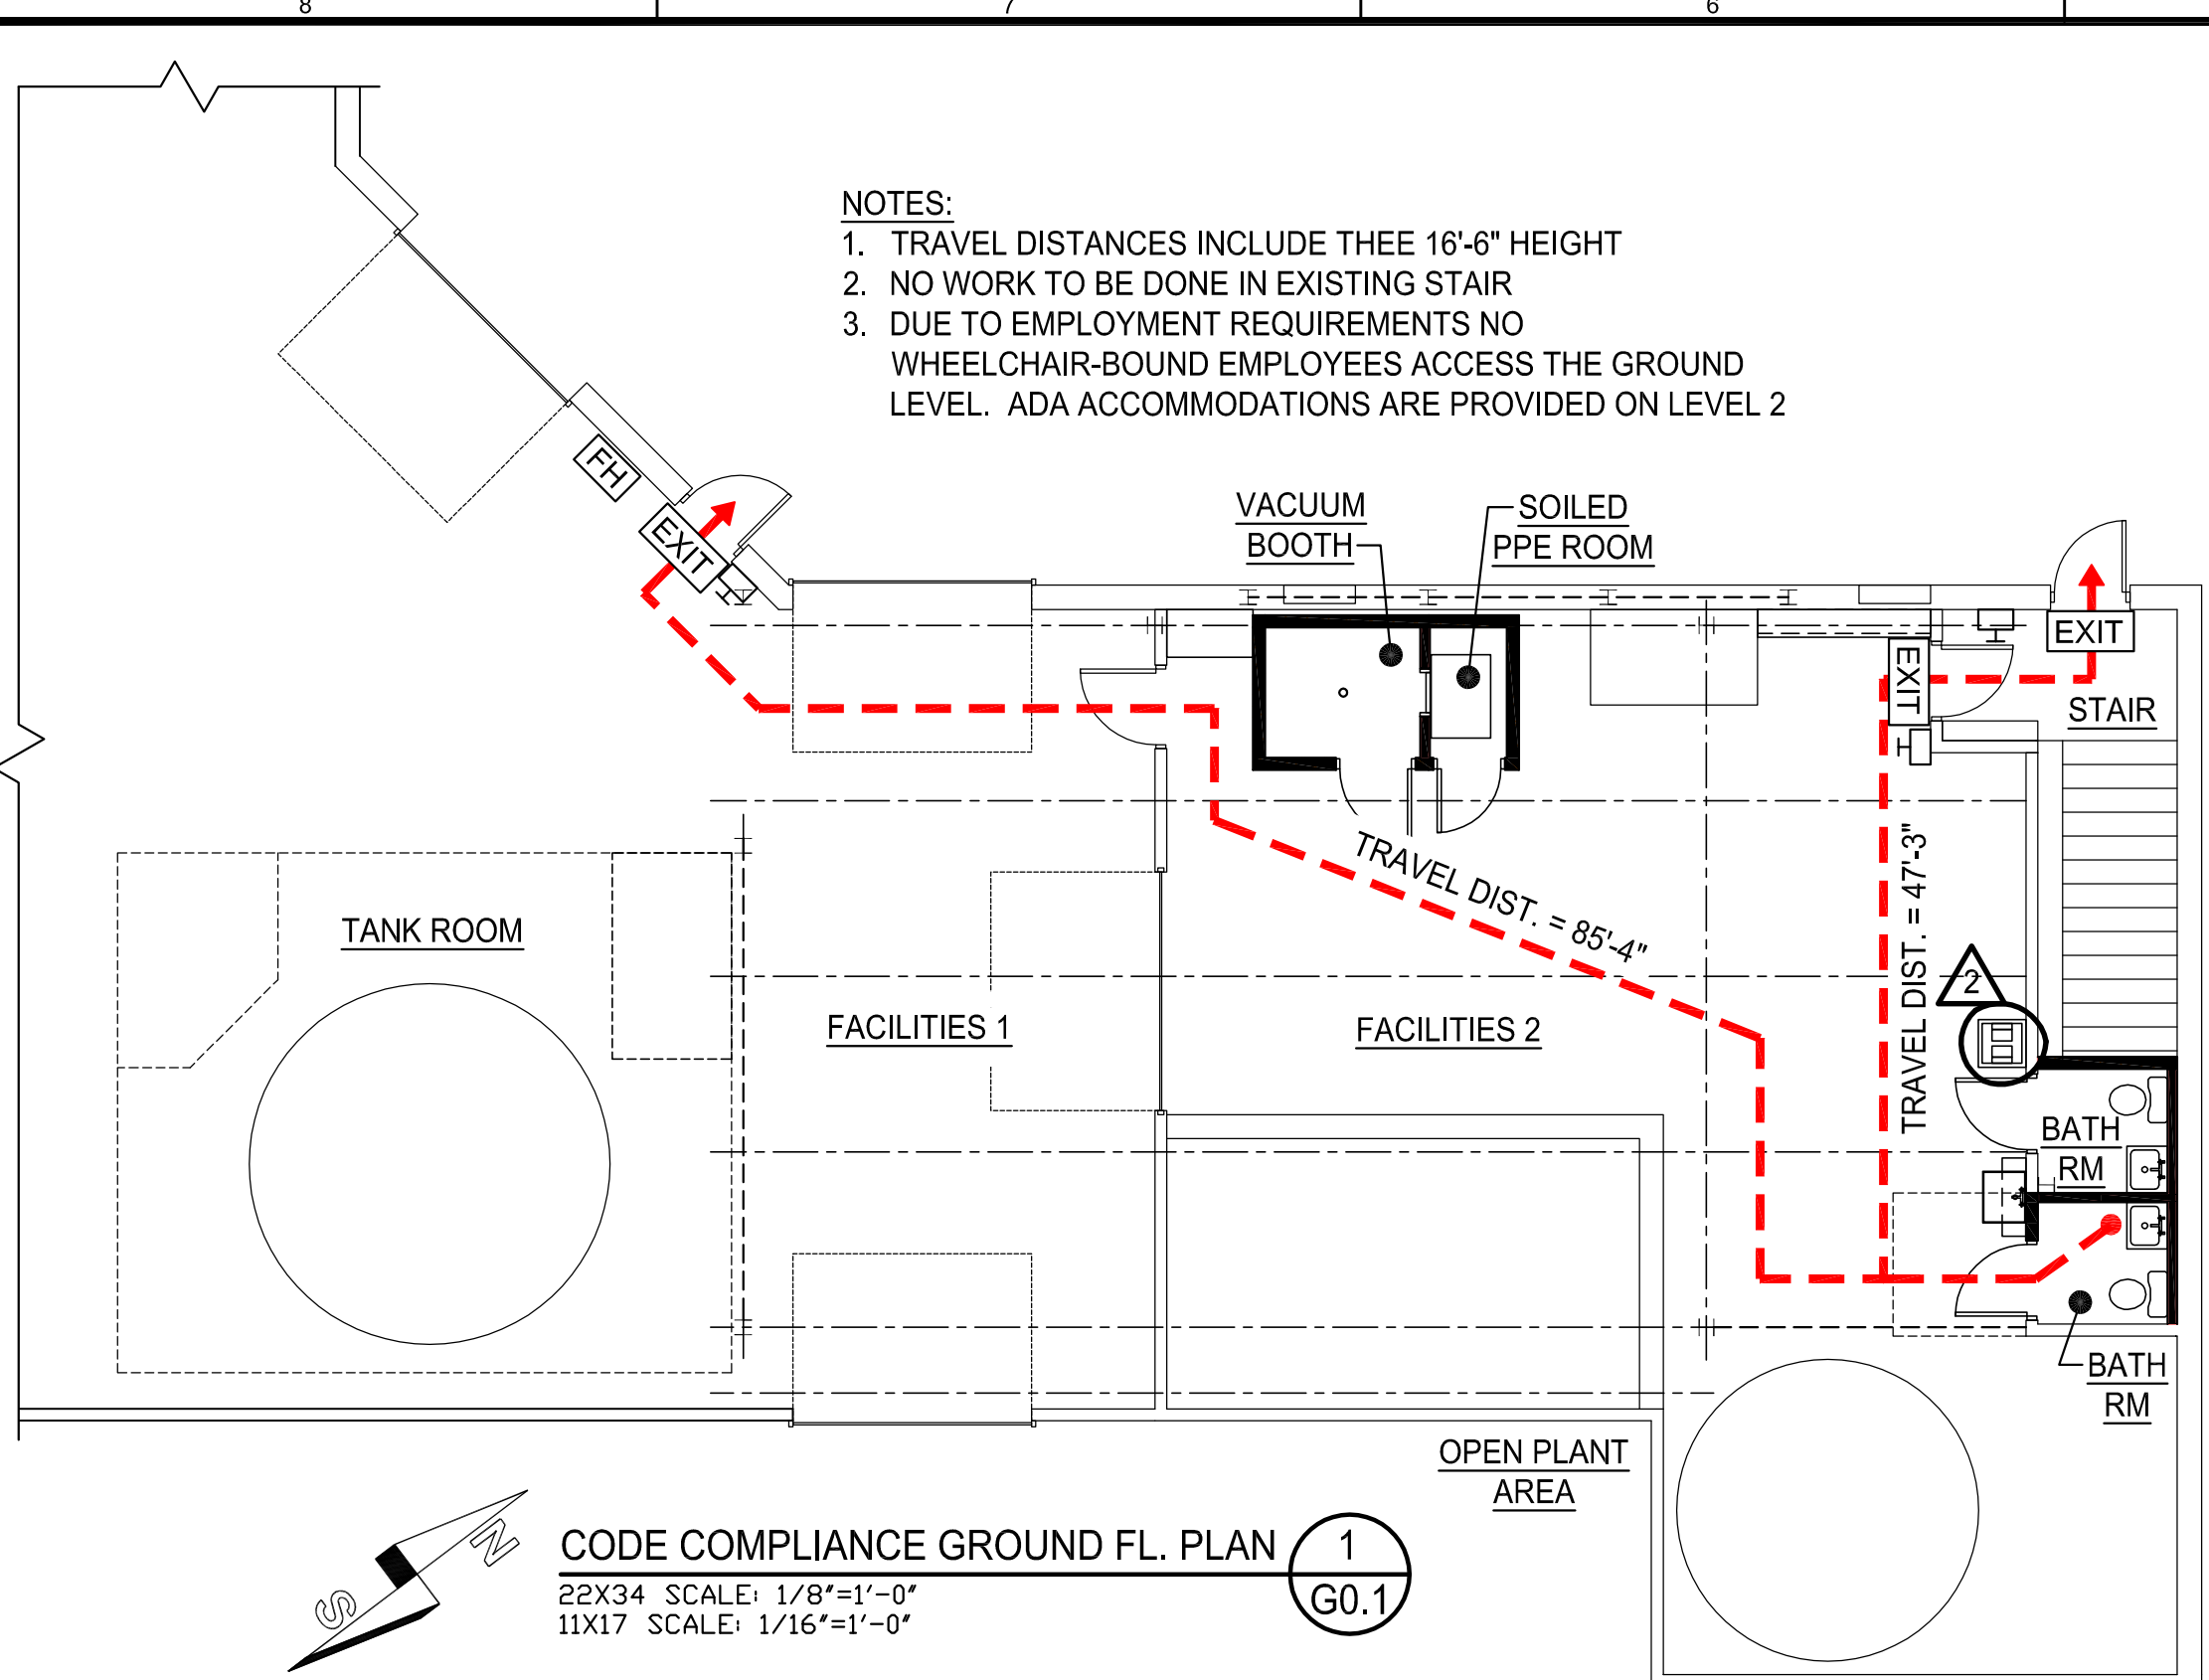 8
7
6
NOTES:
1. TRAVEL DISTANCES INCLUDE THEE 16'-6" HEIGHT
2. NO WORK TO BE DONE IN EXISTING STAIR
3. DUE TO EMPLOYMENT REQUIREMENTS NO
WHEELCHAIR-BOUND EMPLOYEES ACCESS THE GROUND
LEVEL. ADA ACCOMMODATIONS ARE PROVIDED ON LEVEL 2
FH
EXIT
VACUUM
BOOTH
SOILED
PPE ROOM
EXIT
EXIT
STAIR
TRAVEL DIST. = 85'-4"
TRAVEL DIST. = 47'-3"
TANK ROOM
2
FACILITIES 1
FACILITIES 2
BATH
RM
BATH
RM
OPEN PLANT
AREA
N
S
CODE COMPLIANCE GROUND FL. PLAN
1
G0.1
22X34 SCALE: 1/8"=1'-0"
11X17 SCALE: 1/16"=1'-0"